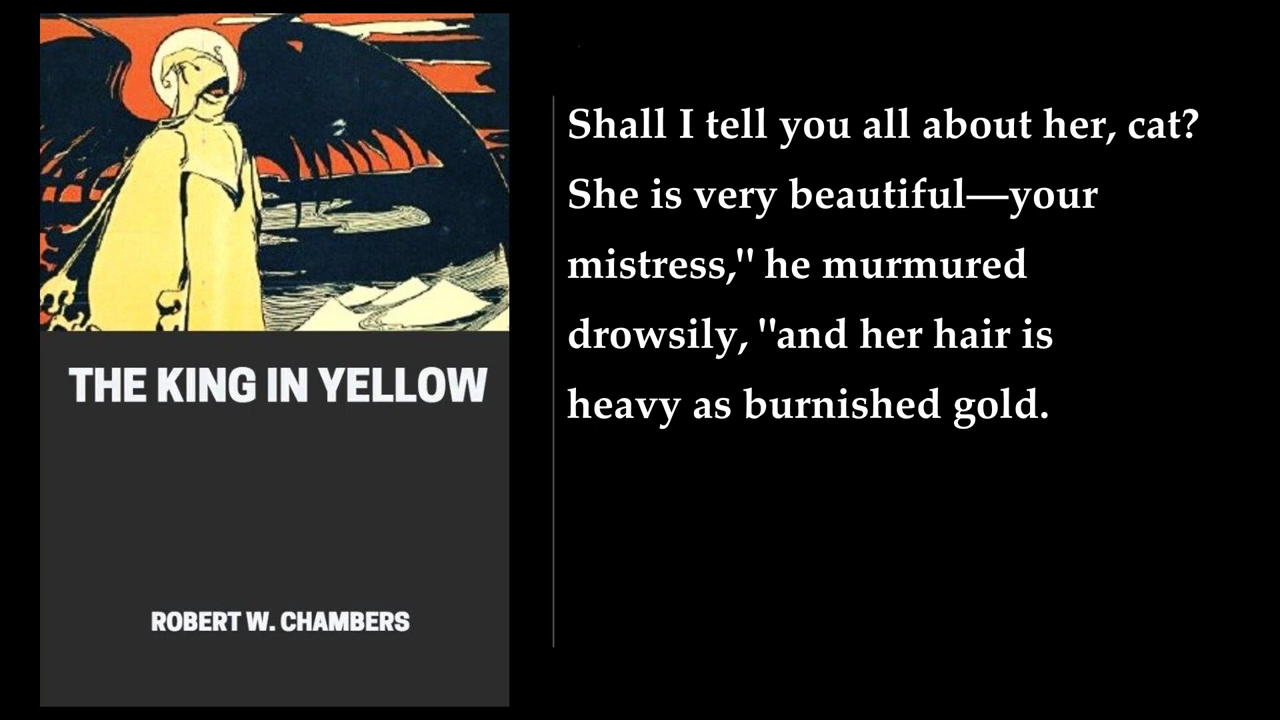 THE KING IN YELLOW
ROBERT W. CHAMBERS
Shall I tell you all about her, cat?
She is very beautiful—your
mistress," he murmured
drowsily, "and her hair is
heavy as burnished gold.